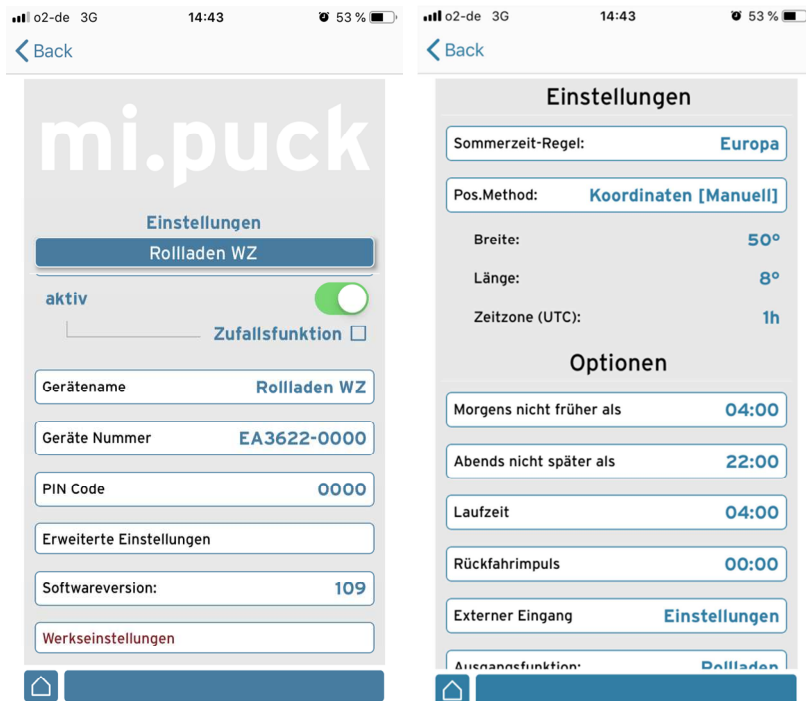 o2-de 3G 14:43 53 %
Back
mi.puck
Einstellungen
Rollladen WZ
aktiv
Zufallsfunktion
Gerätename Rollladen WZ
Geräte Nummer EA3622-0000
PIN Code 0000
Erweiterte Einstellungen
Softwareversion: 109
Werkseinstellungen
o2-de 3G 14:43 53 %
Back
Einstellungen
Sommerzeit-Regel: Europa
Pos.Method: Koordinaten [Manuell]
Breite: 50°
Länge: 8°
Zeitzone (UTC): 1h
Optionen
Morgens nicht früher als 04:00
Abends nicht später als 22:00
Laufzeit 04:00
Rückfahrimpuls 00:00
Externer Eingang Einstellungen
Ausgangsfunktion: Rollladen